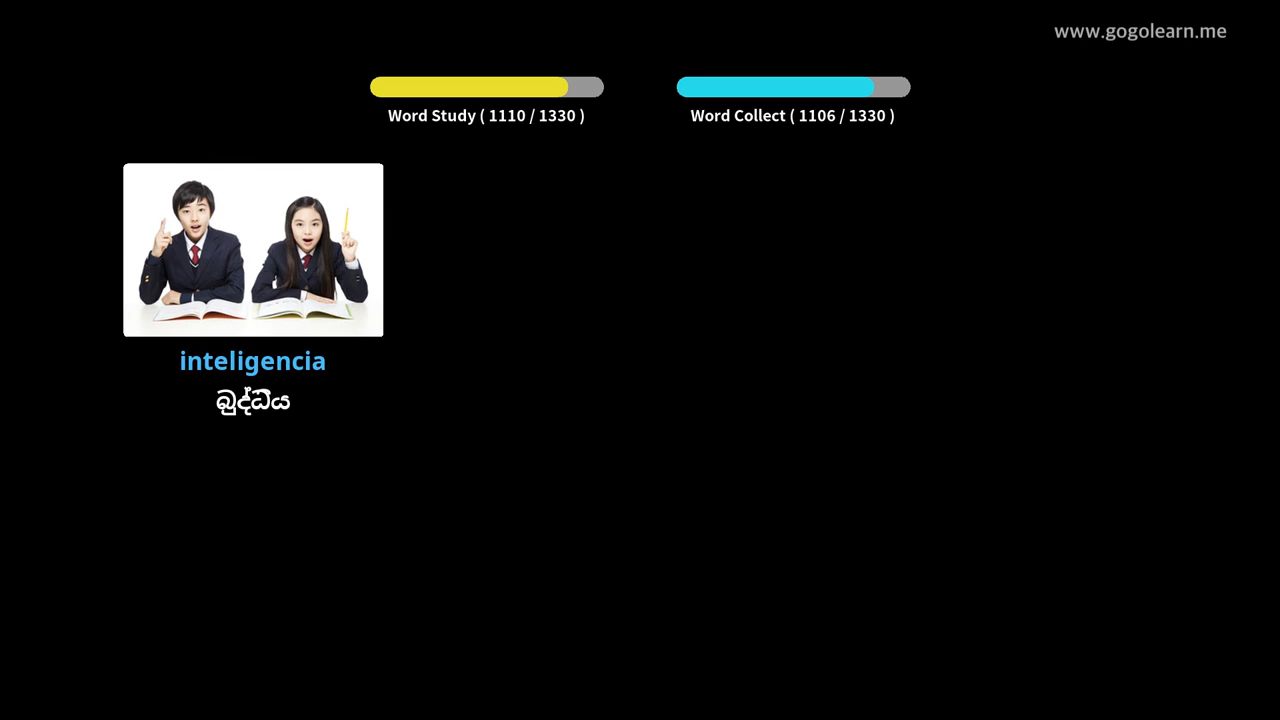 www.gogolearn.me
Word Study ( 1110 / 1330 )
Word Collect ( 1106 / 1330 )
inteligencia
බුද්ධිය